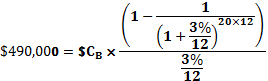 $490,000 = $C_B × (1 − 1 / (1 + 3% / 12)^(20×12)) / (3% / 12)